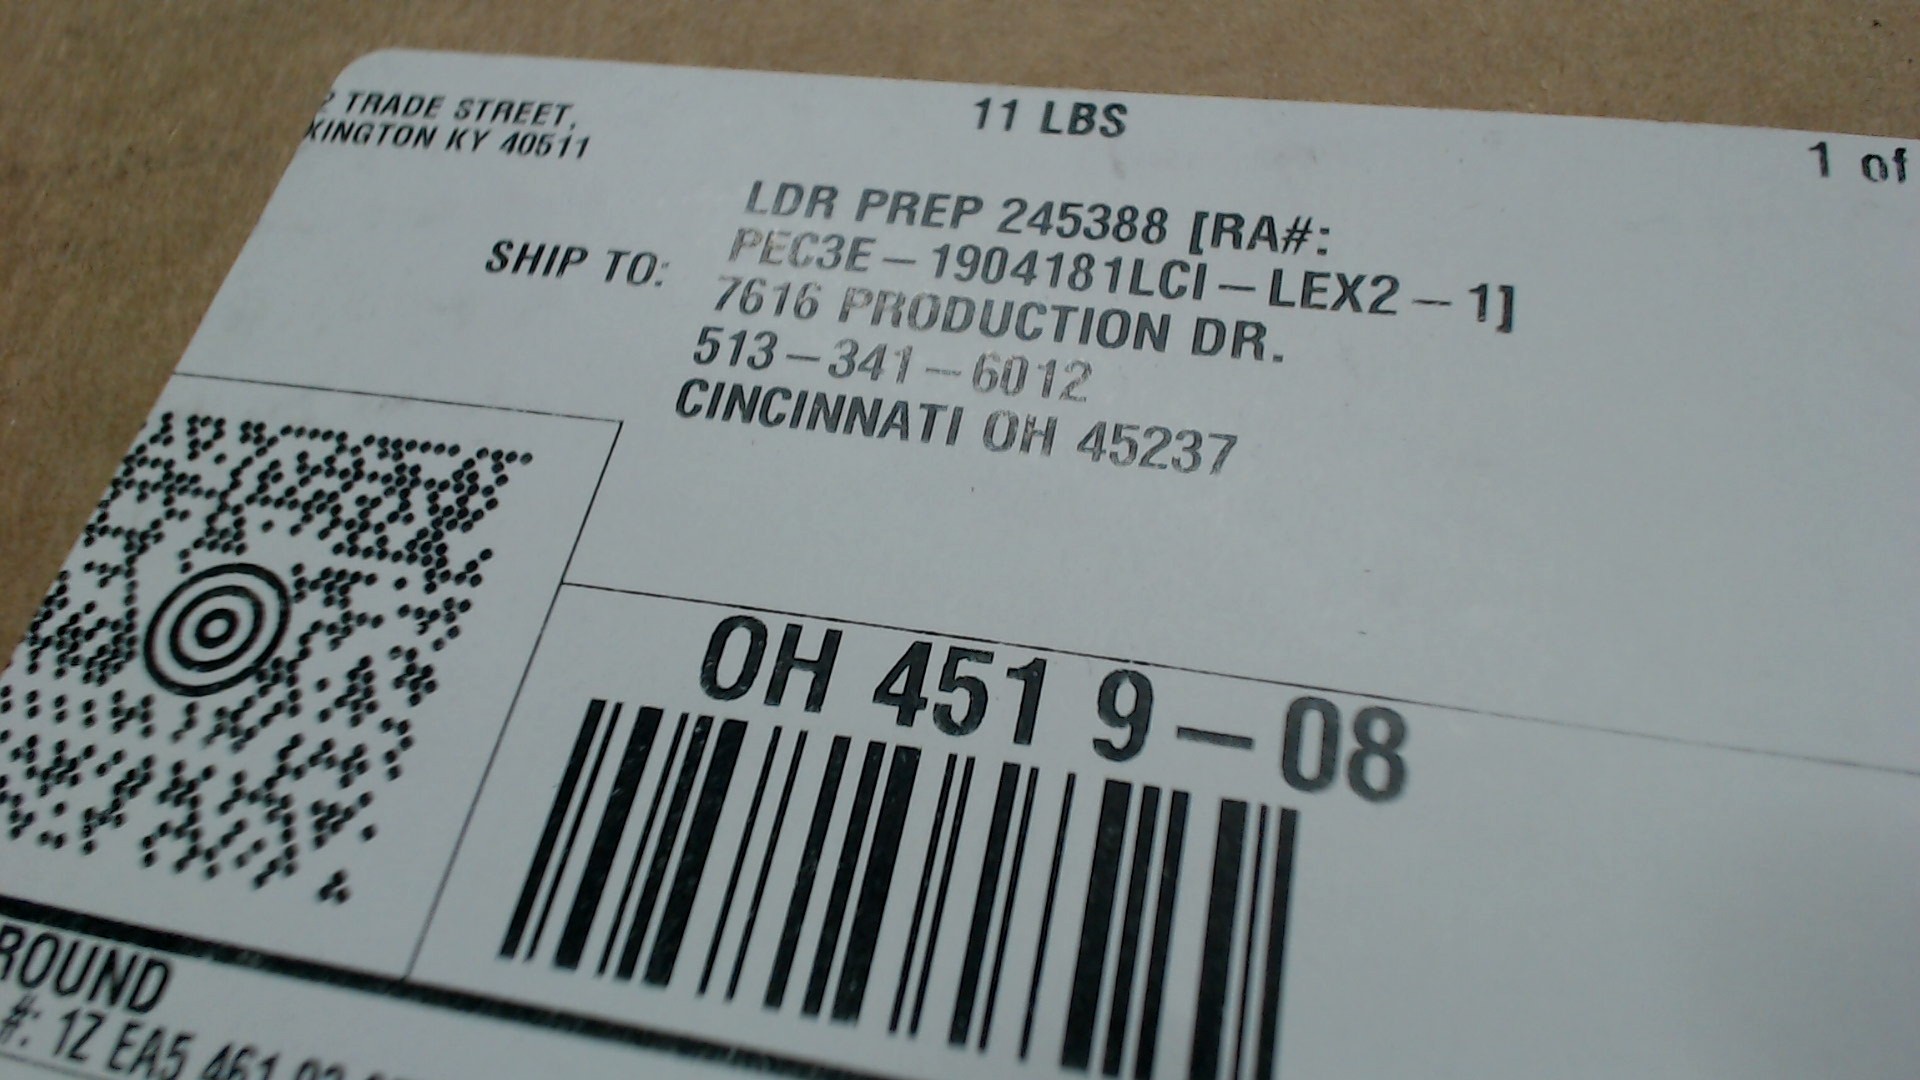 TRADE STREET,
XINGTON KY 40511
11 LBS
1 of
SHIP TO:
LDR PREP 245388 [RA#:
PEC3E-1904181LCI-LEX2-1]
7616 PRODUCTION DR.
513-341-6012
CINCINNATI OH 45237
OH 451 9-08
ROUND
#: 1Z EA5 461